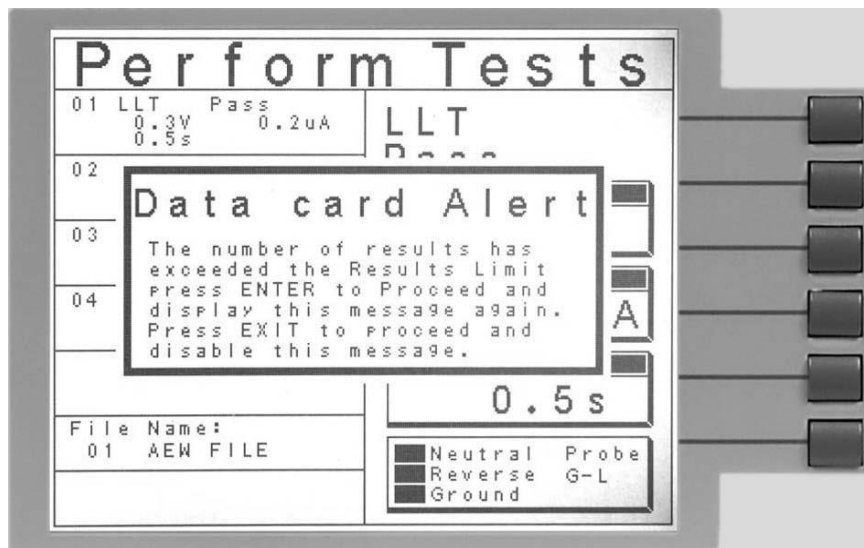 Perform Tests
01 LLT Pass
0.3V 0.2uA
0.5s
LLT
Pass
02
03
04
Data card Alert
The number of results has
exceeded the Results Limit
press ENTER to Proceed and
display this message again.
Press EXIT to proceed and
disable this message.
A
0.5s
File Name:
01 AEW FILE
Neutral Probe
Reverse G-L
Ground